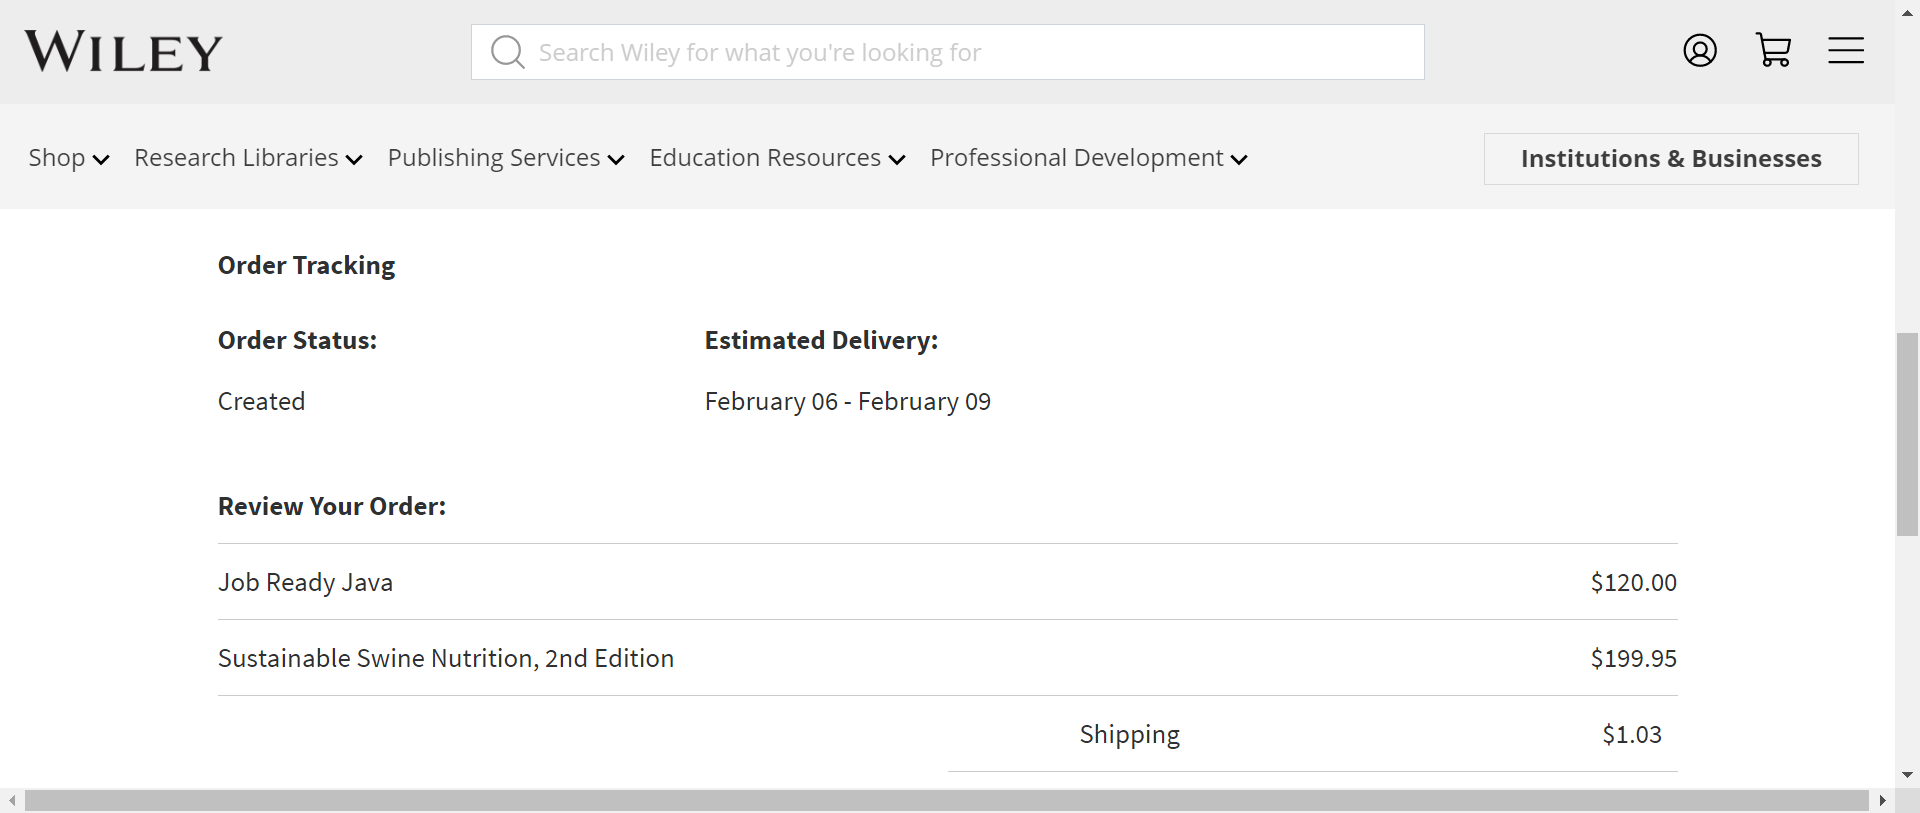 WILEY
Search Wiley for what you're looking for
Shop Research Libraries Publishing Services Education Resources Professional Development Institutions & Businesses
Order Tracking
Order Status: Estimated Delivery:
Created February 06 - February 09
Review Your Order:
Job Ready Java $120.00
Sustainable Swine Nutrition, 2nd Edition $199.95
Shipping $1.03